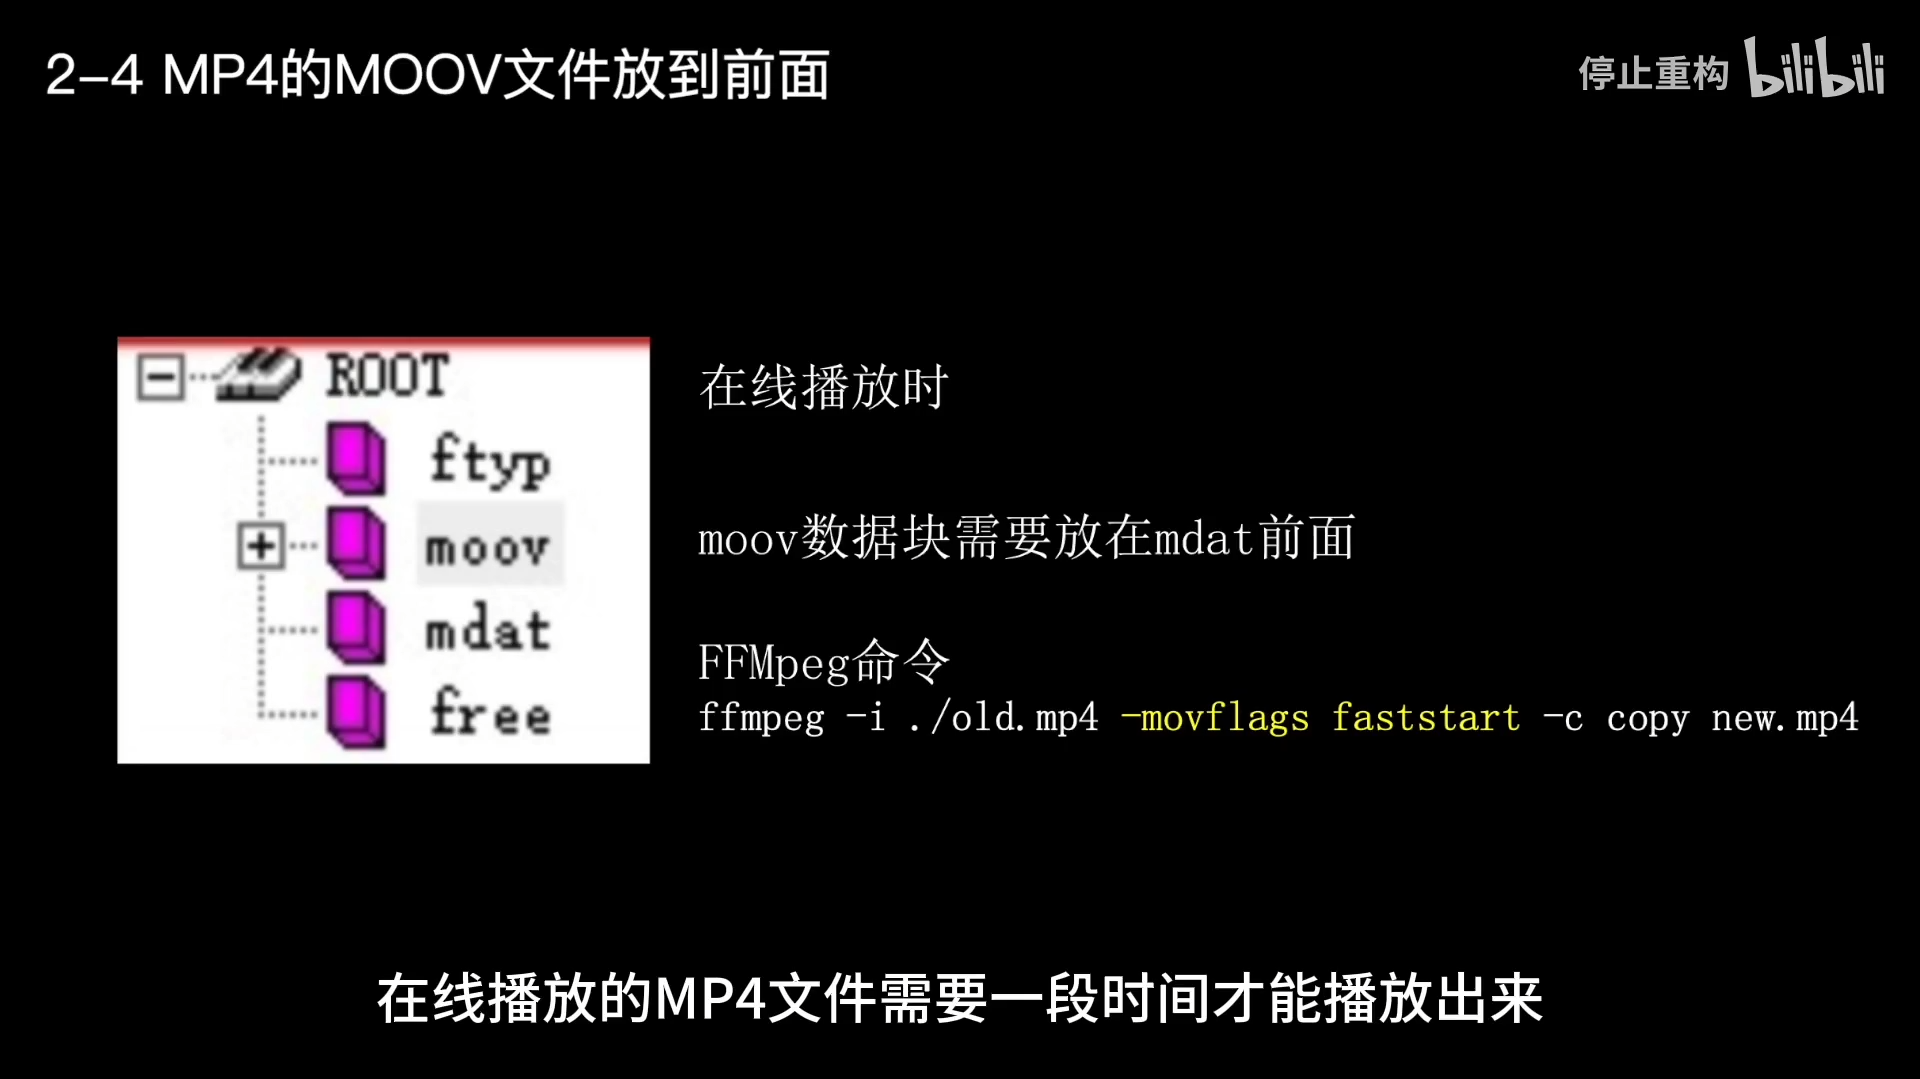 2-4 MP4的MOOV文件放到前面
停止重构 bilibili
ROOT
ftyp
moov
mdat
free
在线播放时
moov数据块需要放在mdat前面
FFMpeg命令
ffmpeg -i ./old.mp4 -movflags faststart -c copy new.mp4
在线播放的MP4文件需要一段时间才能播放出来